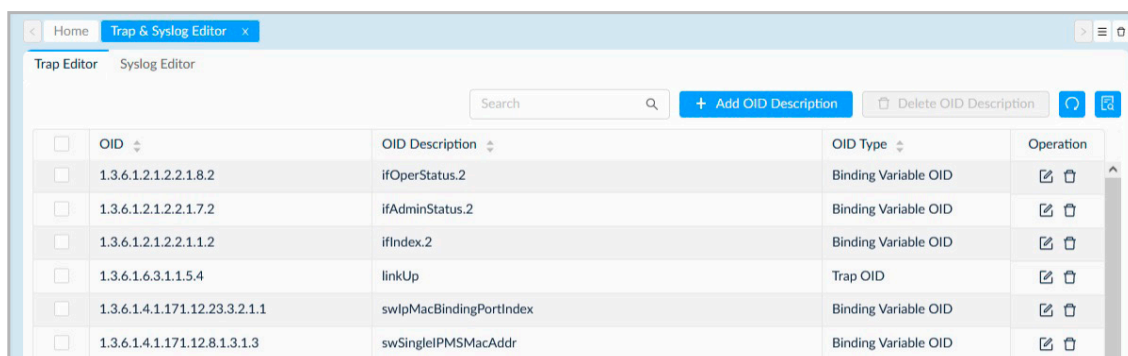 Home Trap & Syslog Editor x
Trap Editor Syslog Editor
Search + Add OID Description Delete OID Description
OID OID Description OID Type Operation
1.3.6.1.2.1.2.2.1.8.2 ifOperStatus.2 Binding Variable OID
1.3.6.1.2.1.2.2.1.7.2 ifAdminStatus.2 Binding Variable OID
1.3.6.1.2.1.2.2.1.1.2 ifIndex.2 Binding Variable OID
1.3.6.1.6.3.1.1.5.4 linkUp Trap OID
1.3.6.1.4.1.171.12.23.3.2.1.1 swIpMacBindingPortIndex Binding Variable OID
1.3.6.1.4.1.171.12.8.1.3.1.3 swSingleIPMSMacAddr Binding Variable OID